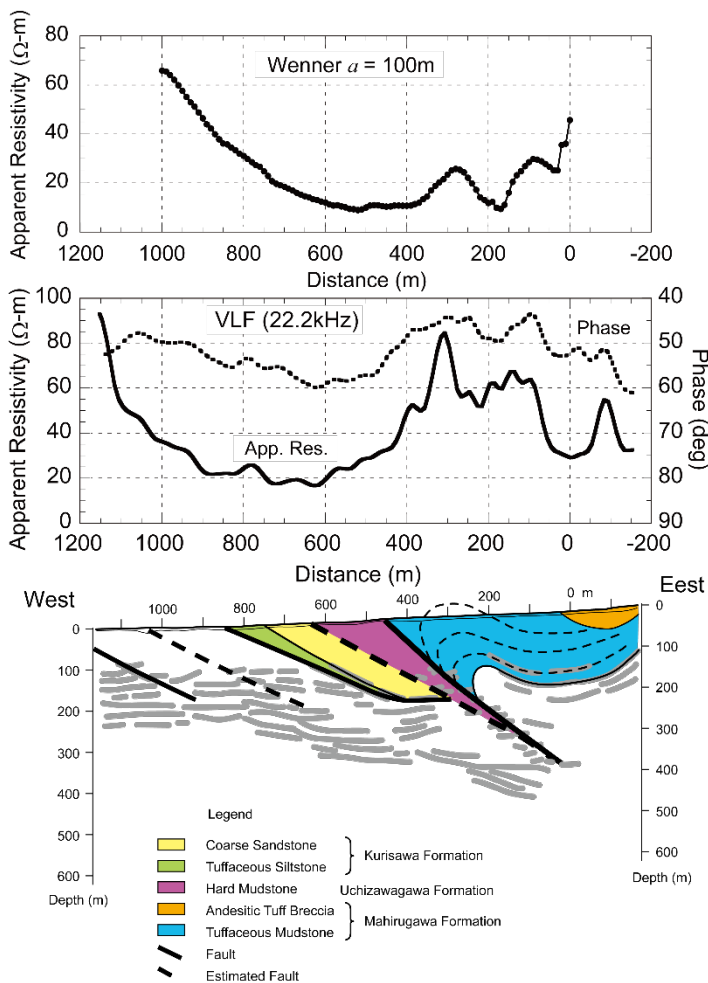 80
60
40
20
0
Apparent Resistivity (Ω-m)
Wenner a = 100m
1200 1000 800 600 400 200 0 -200
Distance (m)
100
80
60
40
20
0
Apparent Resistivity (Ω-m)
VLF (22.2kHz)
Phase
App. Res.
40
50
60
70
80
90
Phase (deg)
1200 1000 800 600 400 200 0 -200
Distance (m)
West
Eest
1000 800 600 400 200 0 m
0
100
200
300
400
500
600
Depth (m)
0
100
200
300
400
500
600
Depth (m)
Legend
Coarse Sandstone
Tuffaceous Siltstone
Kurisawa Formation
Hard Mudstone Uchizawagawa Formation
Andesitic Tuff Breccia
Tuffaceous Mudstone
Mahirugawa Formation
Fault
Estimated Fault